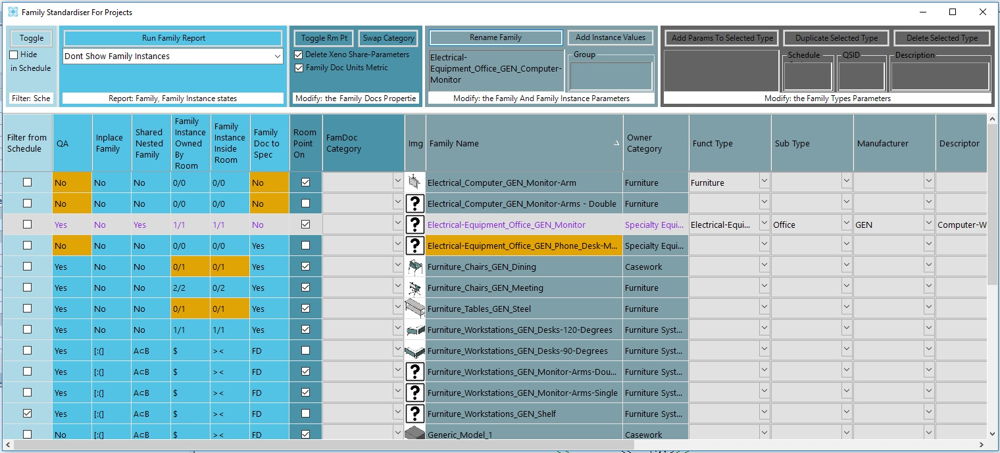 Family Standardiser For Projects
Toggle
Hide
in Schedule
Filter: Sche
Run Family Report
Dont Show Family Instances
Report: Family, Family Instance states
Toggle Rm Pt Swap Category
Delete Xeno Share-Parameters
Family Doc Units Metric
Modify: the Family Docs Propertie
Rename Family Add Instance Values
Electrical-
Equipment_Office_GEN_Computer-
Monitor
Group
Modify: the Family And Family Instance Parameters
Add Params To Selected Type Duplicate Selected Type Delete Selected Type
Schedule QSID Description
Modify: the Family Types Parameters
Filter from
Schedule
QA
Inplace
Family
Shared
Nested
Family
Family
Instance
Owned
By
Room
Family
Instance
Inside
Room
Family
Doc to
Spec
Room
Point
On
FamDoc
Category
Img
Family Name
Owner
Category
Funct Type
Sub Type
Manufacturer
Descriptor
No No No 0/0 0/0 No Electrical_Computer_GEN_Monitor-Arm Furniture Furniture
No No No 0/0 0/0 No ? Electrical_Computer_GEN_Monitor-Arms - Double Furniture
Yes No Yes 1/1 1/1 No ? Electrical-Equipment_Office_GEN_Monitor Specialty Equi... Electrical-Equi... Office GEN Computer-W
No No No 0/0 0/0 Yes ? Electrical-Equipment_Office_GEN_Phone_Desk-M... Specialty Equi...
Yes No No 0/1 0/1 Yes Furniture_Chairs_GEN_Dining Casework
Yes No No 2/2 0/2 Yes Furniture_Chairs_GEN_Meeting Furniture
Yes No No 0/1 0/1 Yes Furniture_Tables_GEN_Steel Furniture
Yes No No 1/1 1/1 Yes Furniture_Workstations_GEN_Desks-120-Degrees Furniture Syst...
Yes [:(] A⊂B $ > < FD Furniture_Workstations_GEN_Desks-90-Degrees Furniture Syst...
Yes [:(] A⊂B $ > < FD ? Furniture_Workstations_GEN_Monitor-Arms-Dou... Furniture Syst...
Yes [:(] A⊂B $ > < FD ? Furniture_Workstations_GEN_Monitor-Arms-Single Furniture Syst...
Yes [:(] A⊂B $ > < FD ? Furniture_Workstations_GEN_Shelf Furniture Syst...
No [:(] A⊂B $ > < FD Generic_Model_1 Casework